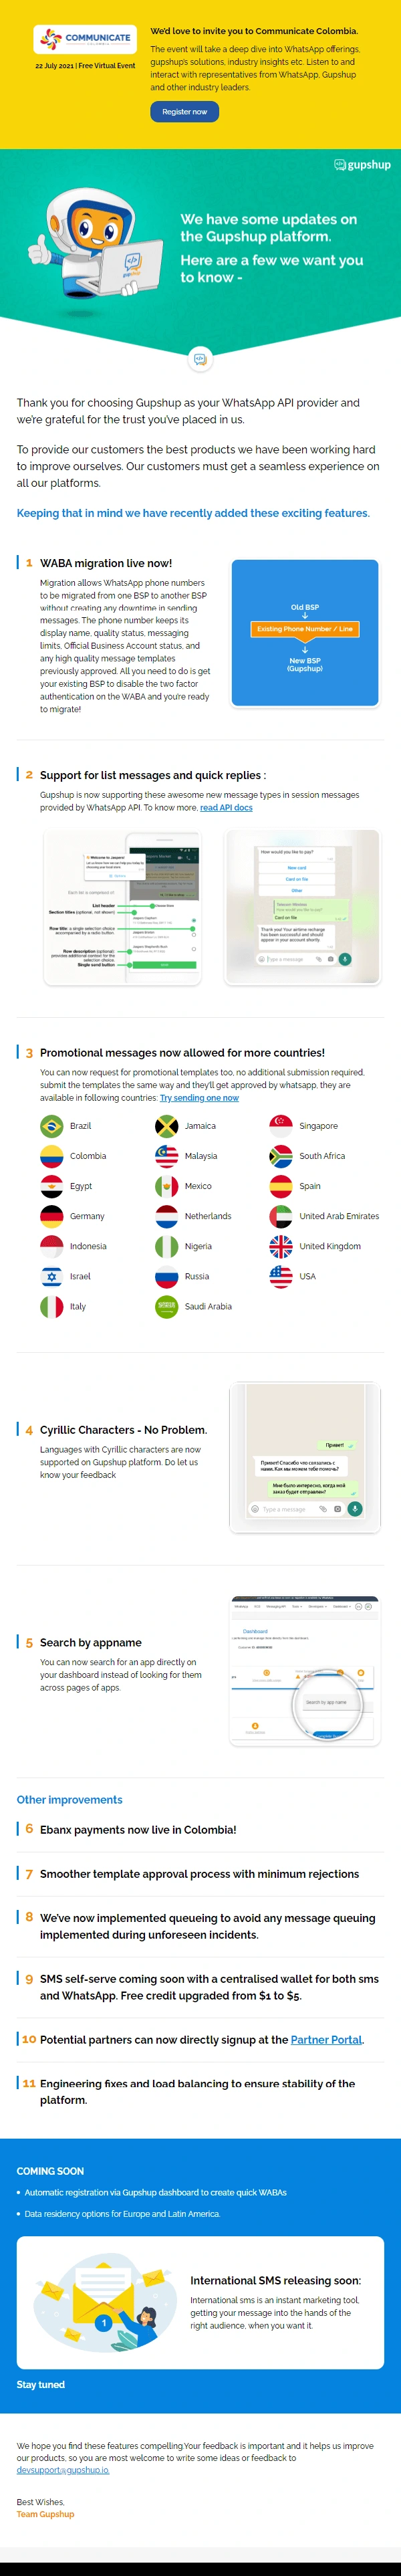 COMMUNICATE
COLOMBIA
22 July 2021 | Free Virtual Event
We'd love to invite you to Communicate Colombia.
The event will take a deep dive into WhatsApp offerings,
gupshup's solutions, industry insights etc. Listen to and
interact with representatives from WhatsApp, Gupshup
and other industry leaders.
Register now
gupshup
We have some updates on
the Gupshup platform.
Here are a few we want you
to know -
Thank you for choosing Gupshup as your WhatsApp API provider and
we're grateful for the trust you've placed in us.
To provide our customers the best products we have been working hard
to improve ourselves. Our customers must get a seamless experience on
all our platforms.
Keeping that in mind we have recently added these exciting features.
1 WABA migration live now!
Migration allows WhatsApp phone numbers
to be migrated from one BSP to another BSP
without creating any downtime in sending
messages. The phone number keeps its
display name, quality status, messaging
limits, Official Business Account status, and
any high quality message templates
previously approved. All you need to do is get
your existing BSP to disable the two factor
authentication on the WABA and you're ready
to migrate!
Old BSP
Existing Phone Number / Line
New BSP
(Gupshup)
2 Support for list messages and quick replies :
Gupshup is now supporting these awesome new message types in session messages
provided by WhatsApp API. To know more, read API docs
List header
Section titles (optional, not shown)
Row title: a single selection choice
accompanied by a radio button
Row description (optional)
provides additional context for the
selection choice
Single send button
How would you like to pay?
New card
Card on file
Other
Card on file
Thank you! Your airtime recharge
has been successful and should
appear in your account shortly.
Type a message
3 Promotional messages now allowed for more countries!
You can now request for promotional templates too, no additional submission required,
submit the templates the same way and they'll get approved by whatsapp, they are
available in following countries: Try sending one now
Brazil
Jamaica
Singapore
Colombia
Malaysia
South Africa
Egypt
Mexico
Spain
Germany
Netherlands
United Arab Emirates
Indonesia
Nigeria
United Kingdom
Israel
Russia
USA
Italy
Saudi Arabia
4 Cyrillic Characters - No Problem.
Languages with Cyrillic characters are now
supported on Gupshup platform. Do let us
know your feedback
Привет!
Привет! Спасибо что связались с
нами. Как мы можем тебе помочь?
Мне было интересно, когда мой
заказ будет отправлен?
Type a message
5 Search by appname
You can now search for an app directly on
your dashboard instead of looking for them
across pages of apps.
Dashboard
Search by app name
Other improvements
6 Ebanx payments now live in Colombia!
7 Smoother template approval process with minimum rejections
8 We've now implemented queueing to avoid any message queuing
implemented during unforeseen incidents.
9 SMS self-serve coming soon with a centralised wallet for both sms
and WhatsApp. Free credit upgraded from $1 to $5.
10 Potential partners can now directly signup at the Partner Portal.
11 Engineering fixes and load balancing to ensure stability of the
platform.
COMING SOON
• Automatic registration via Gupshup dashboard to create quick WABAs
• Data residency options for Europe and Latin America.
1
International SMS releasing soon:
International sms is an instant marketing tool,
getting your message into the hands of the
right audience, when you want it.
Stay tuned
We hope you find these features compelling.Your feedback is important and it helps us improve
our products, so you are most welcome to write some ideas or feedback to
devsupport@gupshup.io.
Best Wishes,
Team Gupshup